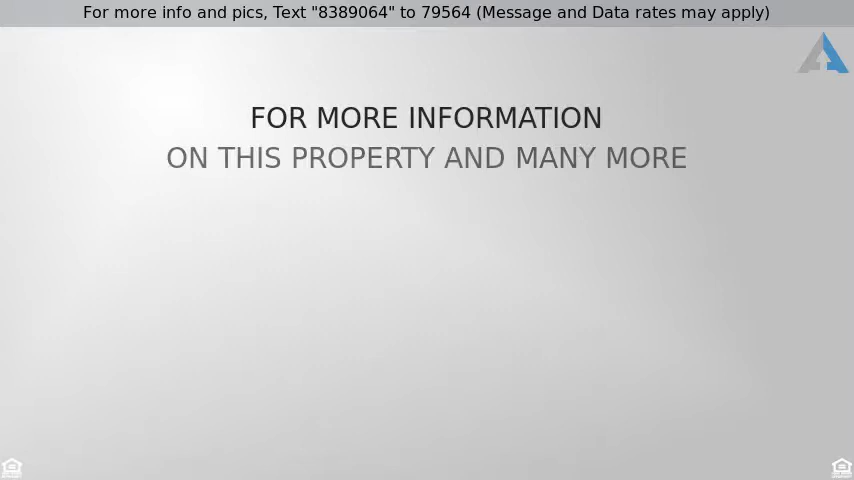 For more info and pics, Text "8389064" to 79564 (Message and Data rates may apply)
FOR MORE INFORMATION
ON THIS PROPERTY AND MANY MORE